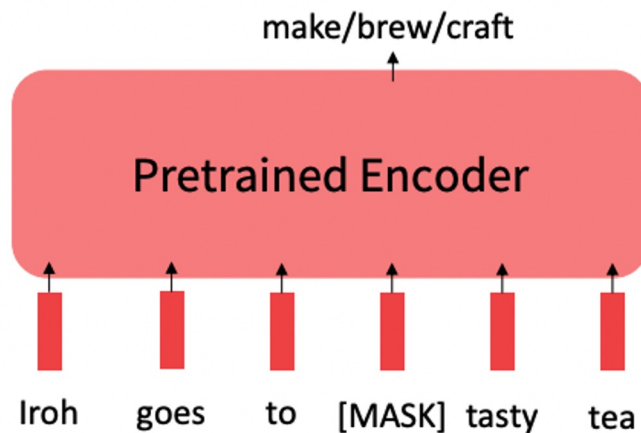 make/brew/craft
Pretrained Encoder
Iroh goes to [MASK] tasty tea